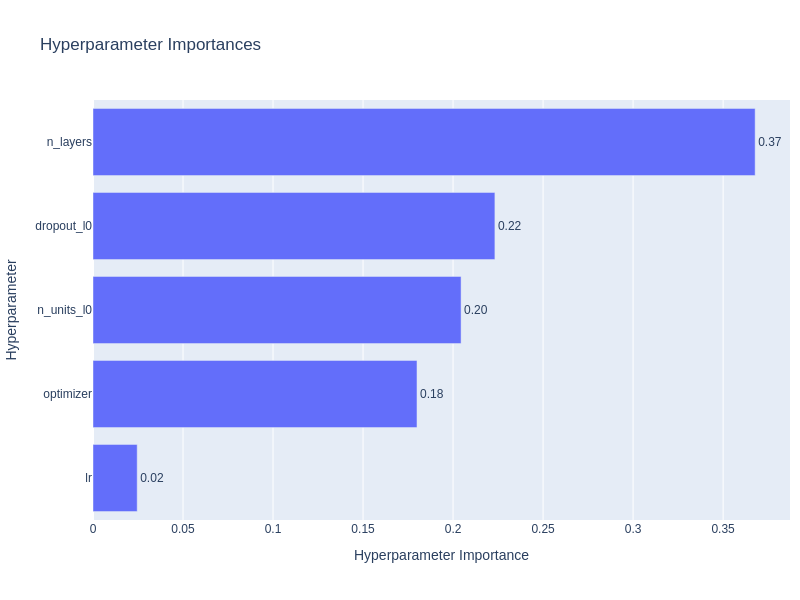 Hyperparameter Importances
n_layers
0.37
dropout_l0
0.22
n_units_l0
0.20
optimizer
0.18
lr
0.02
0
0.05
0.1
0.15
0.2
0.25
0.3
0.35
Hyperparameter Importance
Hyperparameter